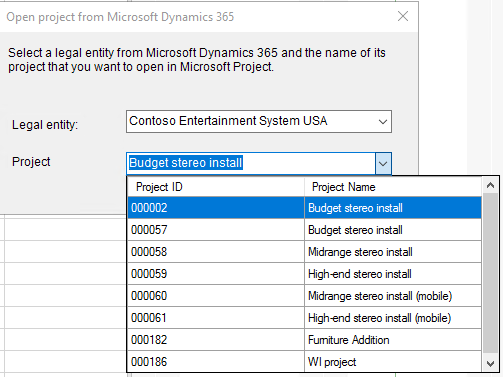 Open project from Microsoft Dynamics 365
Select a legal entity from Microsoft Dynamics 365 and the name of its
project that you want to open in Microsoft Project.
Legal entity: Contoso Entertainment System USA
Project Budget stereo install
Project ID Project Name
000002 Budget stereo install
000057 Budget stereo install
000058 Midrange stereo install
000059 High-end stereo install
000060 Midrange stereo install (mobile)
000061 High-end stereo install (mobile)
000182 Furniture Addition
000186 WI project